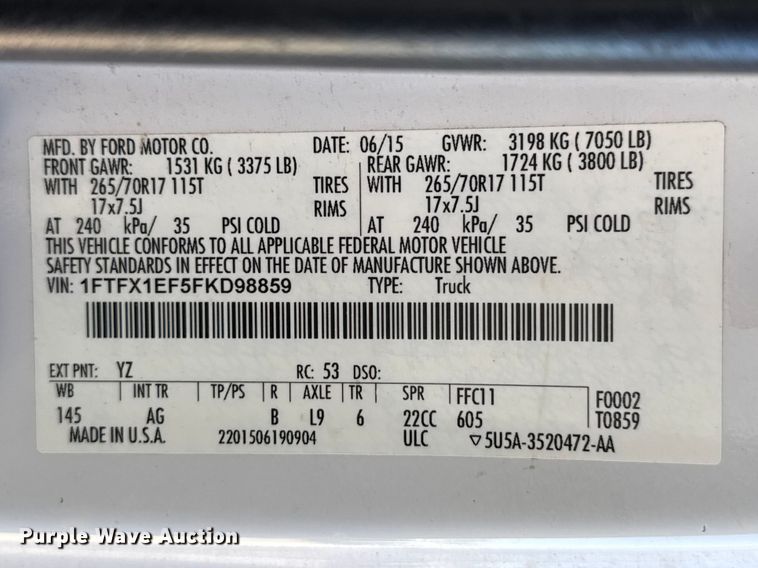 MFD. BY FORD MOTOR CO. DATE: 06/15 GVWR: 3198 KG ( 7050 LB)
FRONT GAWR: 1531 KG ( 3375 LB) REAR GAWR: 1724 KG ( 3800 LB)
WITH 265/70R17 115T TIRES WITH 265/70R17 115T TIRES
17x7.5J RIMS 17x7.5J RIMS
AT 240 kPa/ 35 PSI COLD AT 240 kPa/ 35 PSI COLD
THIS VEHICLE CONFORMS TO ALL APPLICABLE FEDERAL MOTOR VEHICLE
SAFETY STANDARDS IN EFFECT ON THE DATE OF MANUFACTURE SHOWN ABOVE.
VIN: 1FTFX1EF5FKD98859 TYPE: Truck
EXT PNT: YZ RC: 53 DSO:
WB INT TR TP/PS R AXLE TR SPR FFC11 F0002
145 AG B L9 6 22CC 605 T0859
MADE IN U.S.A. 2201506190904 ULC ▽5U5A-3520472-AA
Purple Wave Auction